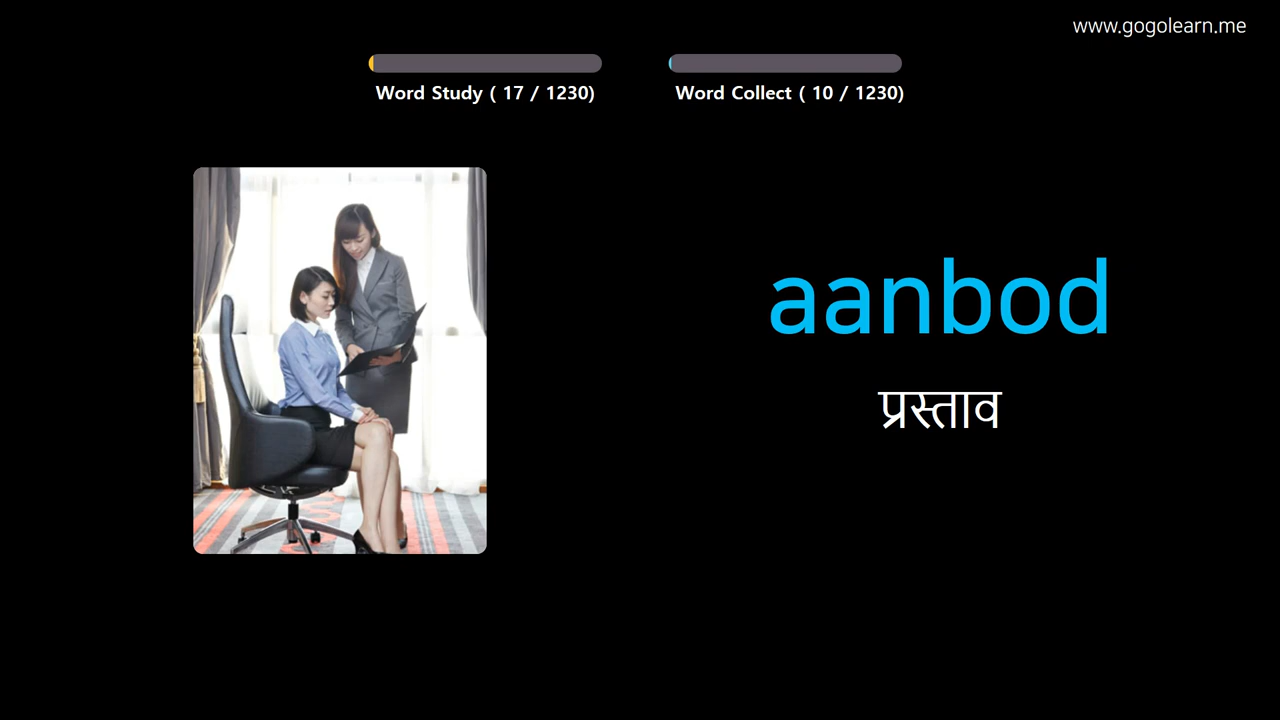 www.gogolearn.me
Word Study ( 17 / 1230)
Word Collect ( 10 / 1230)
aanbod
प्रस्ताव